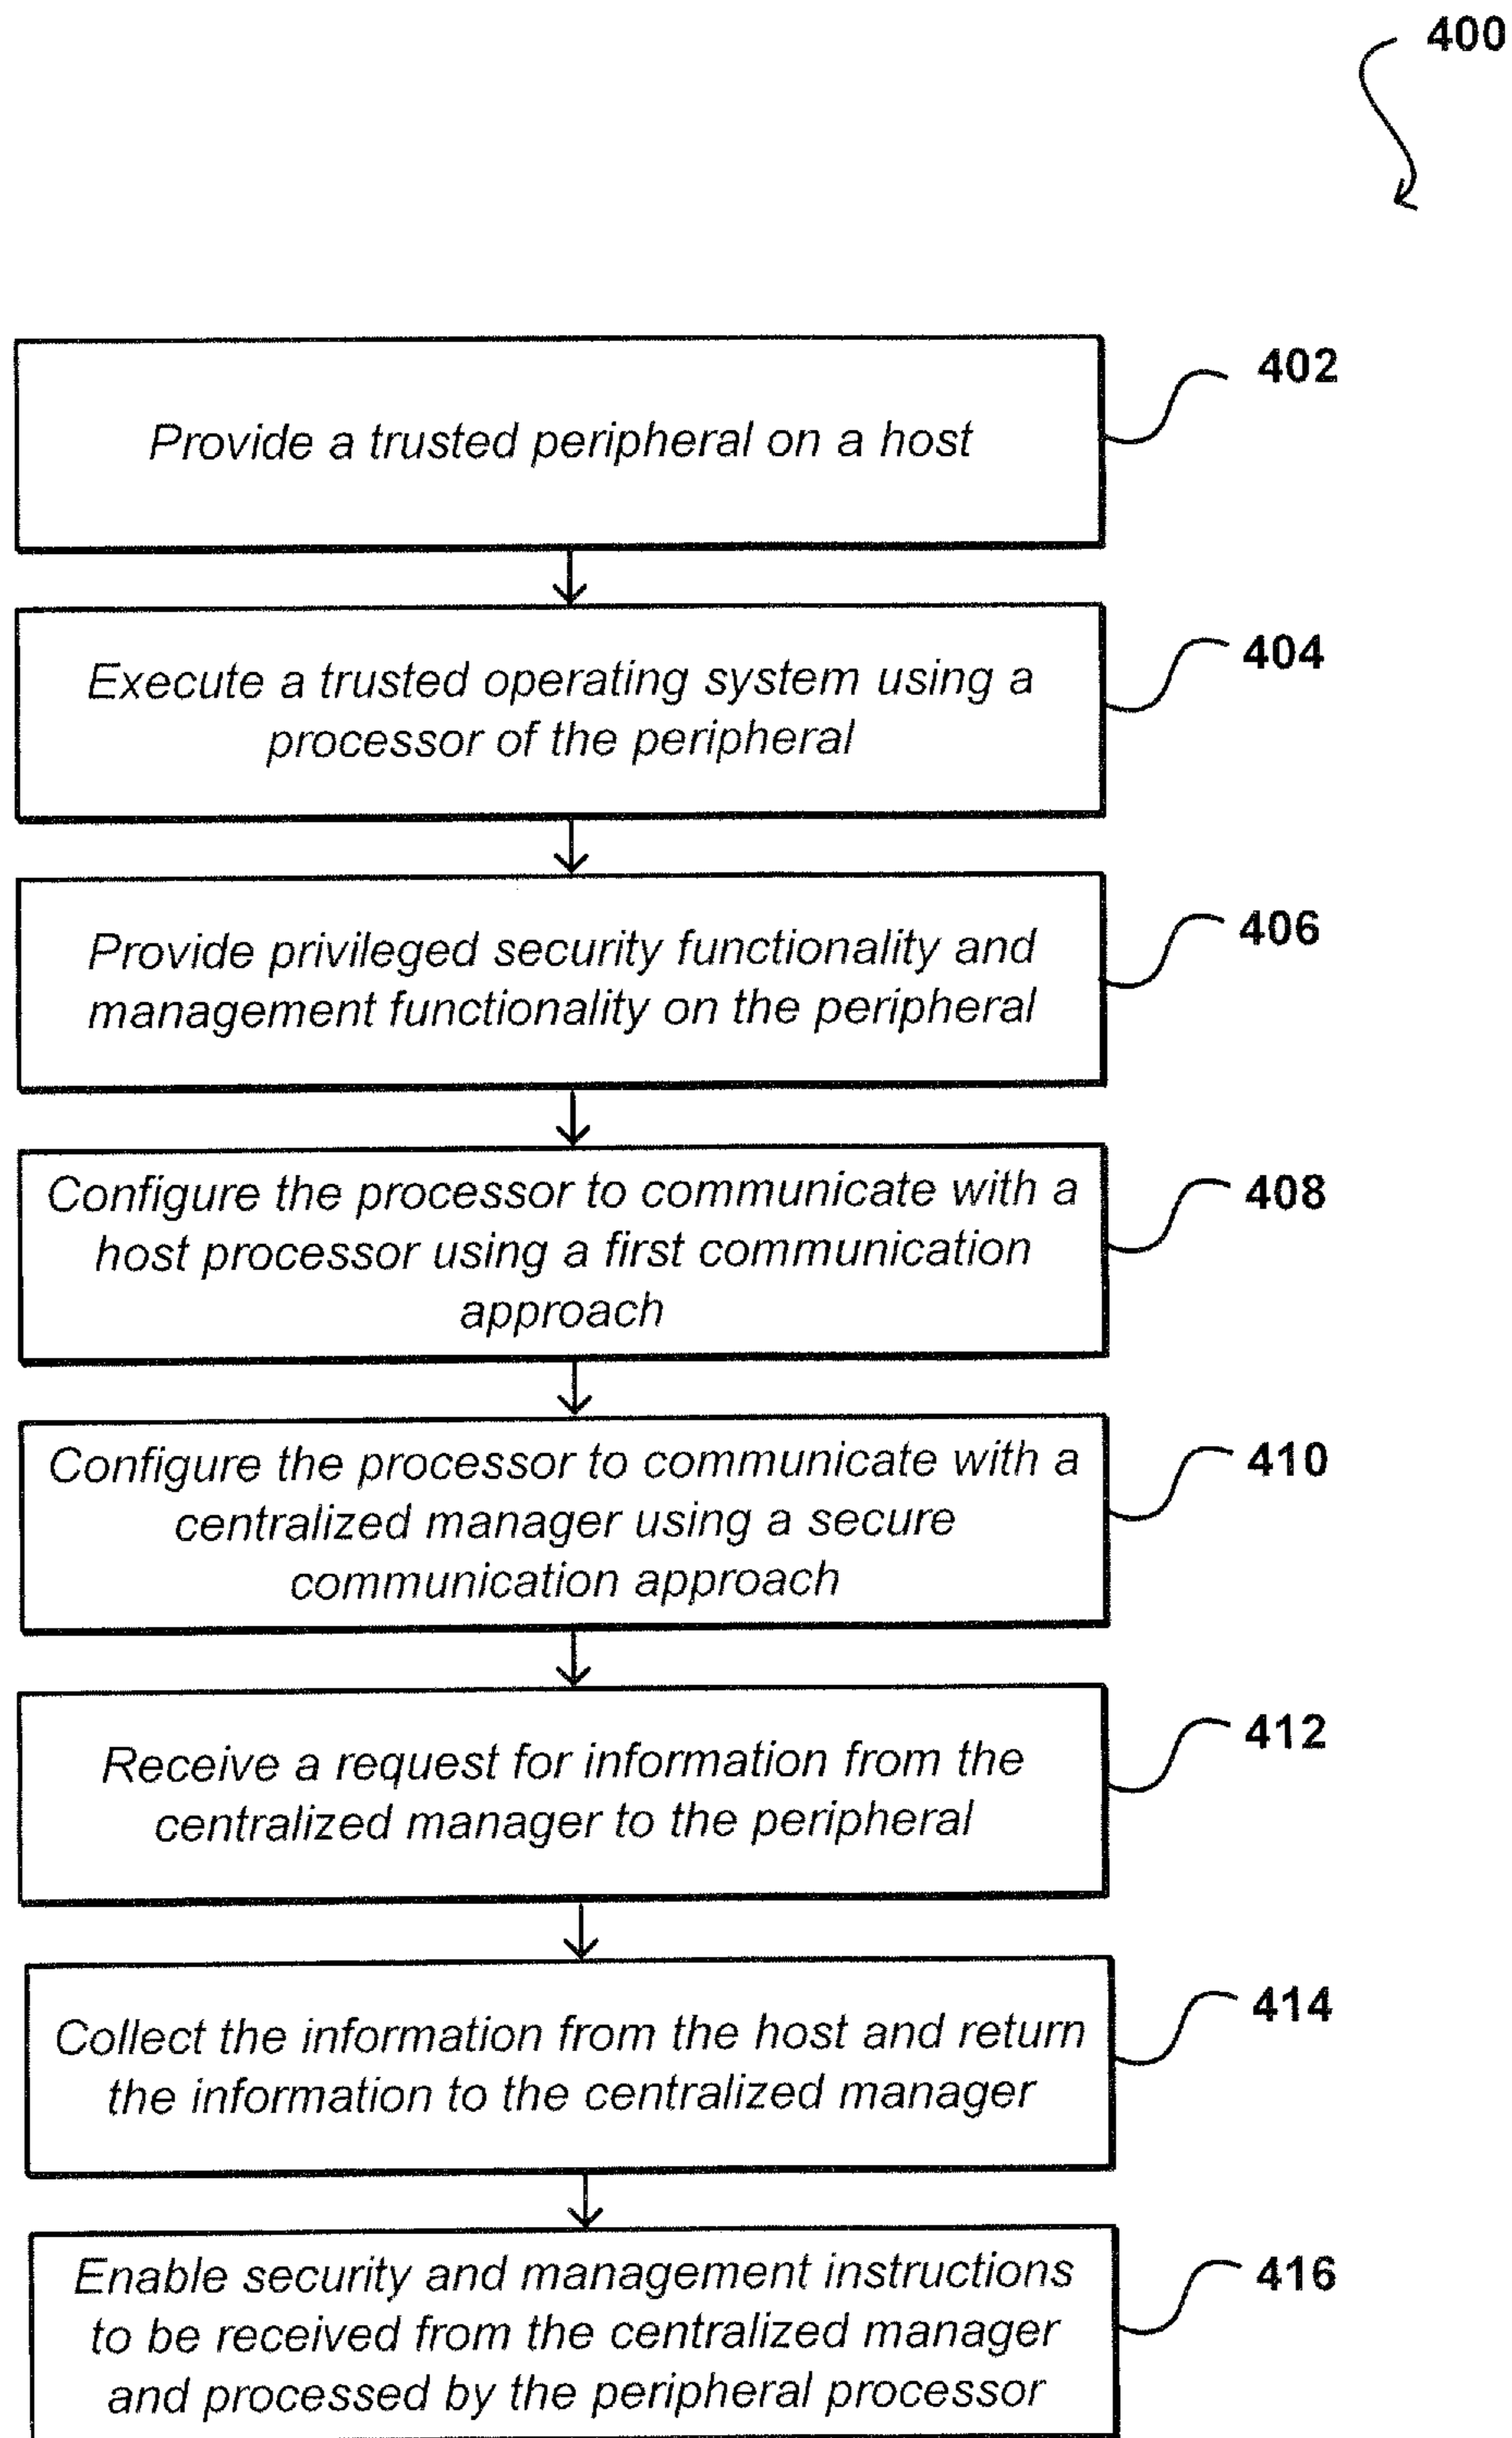 400
402
Provide a trusted peripheral on a host
404
Execute a trusted operating system using a
processor of the peripheral
406
Provide privileged security functionality and
management functionality on the peripheral
408
Configure the processor to communicate with a
host processor using a first communication
approach
410
Configure the processor to communicate with a
centralized manager using a secure
communication approach
412
Receive a request for information from the
centralized manager to the peripheral
414
Collect the information from the host and return
the information to the centralized manager
416
Enable security and management instructions
to be received from the centralized manager
and processed by the peripheral processor